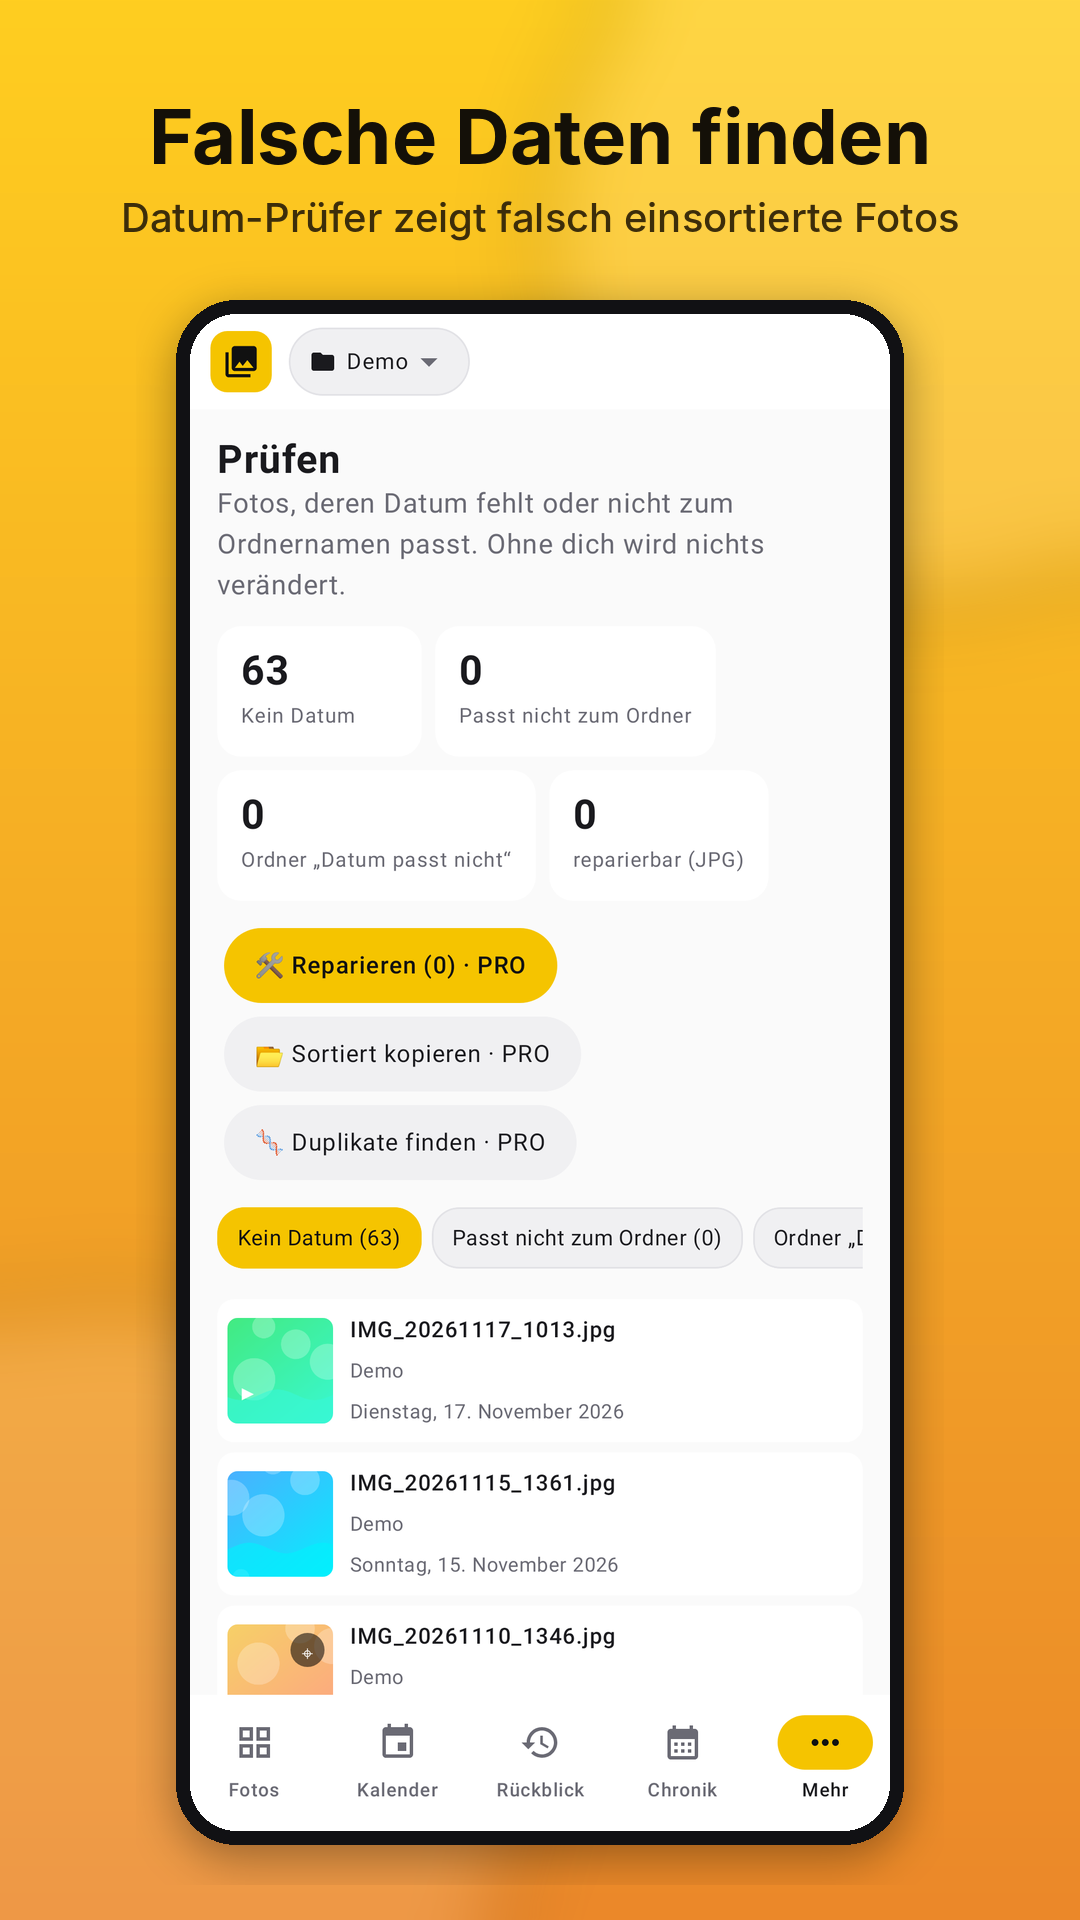 Falsche Daten finden
Datum-Prüfer zeigt falsch einsortierte Fotos
Demo
Prüfen
Fotos, deren Datum fehlt oder nicht zum
Ordnernamen passt. Ohne dich wird nichts
verändert.
63
Kein Datum
0
Passt nicht zum Ordner
0
Ordner „Datum passt nicht“
0
reparierbar (JPG)
🛠 Reparieren (0) · PRO
📂 Sortiert kopieren · PRO
🧬 Duplikate finden · PRO
Kein Datum (63)
Passt nicht zum Ordner (0)
Ordner „D
IMG_20261117_1013.jpg
Demo
Dienstag, 17. November 2026
IMG_20261115_1361.jpg
Demo
Sonntag, 15. November 2026
IMG_20261110_1346.jpg
Demo
Fotos
Kalender
Rückblick
Chronik
Mehr